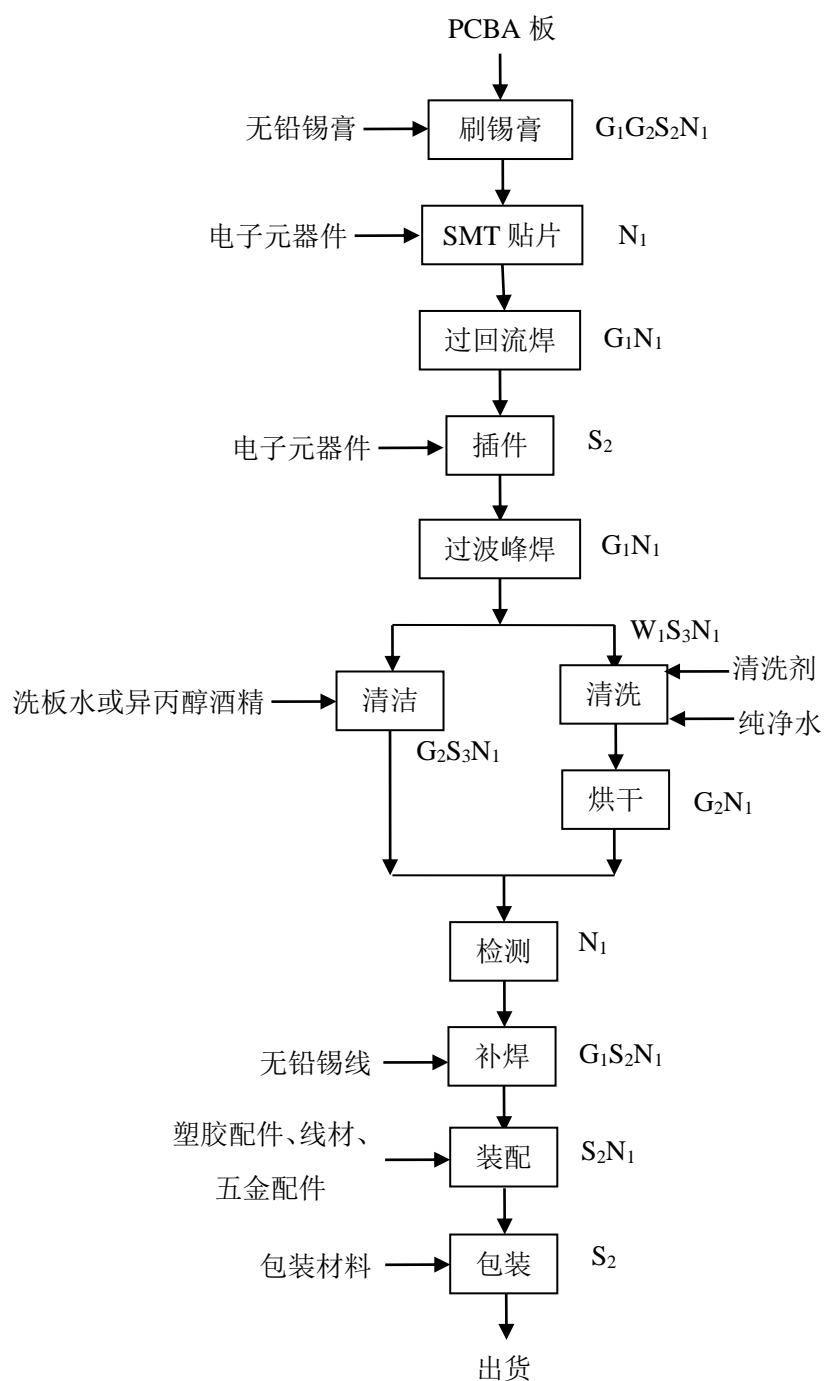 PCBA 板
无铅锡膏
刷锡膏
G₁G₂S₂N₁
电子元器件
SMT 贴片
N₁
过回流焊
G₁N₁
电子元器件
插件
S₂
过波峰焊
G₁N₁
W₁S₃N₁
洗板水或异丙醇酒精
清洁
清洗
清洗剂
纯净水
G₂S₃N₁
烘干
G₂N₁
检测
N₁
无铅锡线
补焊
G₁S₂N₁
塑胶配件、线材、
五金配件
装配
S₂N₁
包装材料
包装
S₂
出货